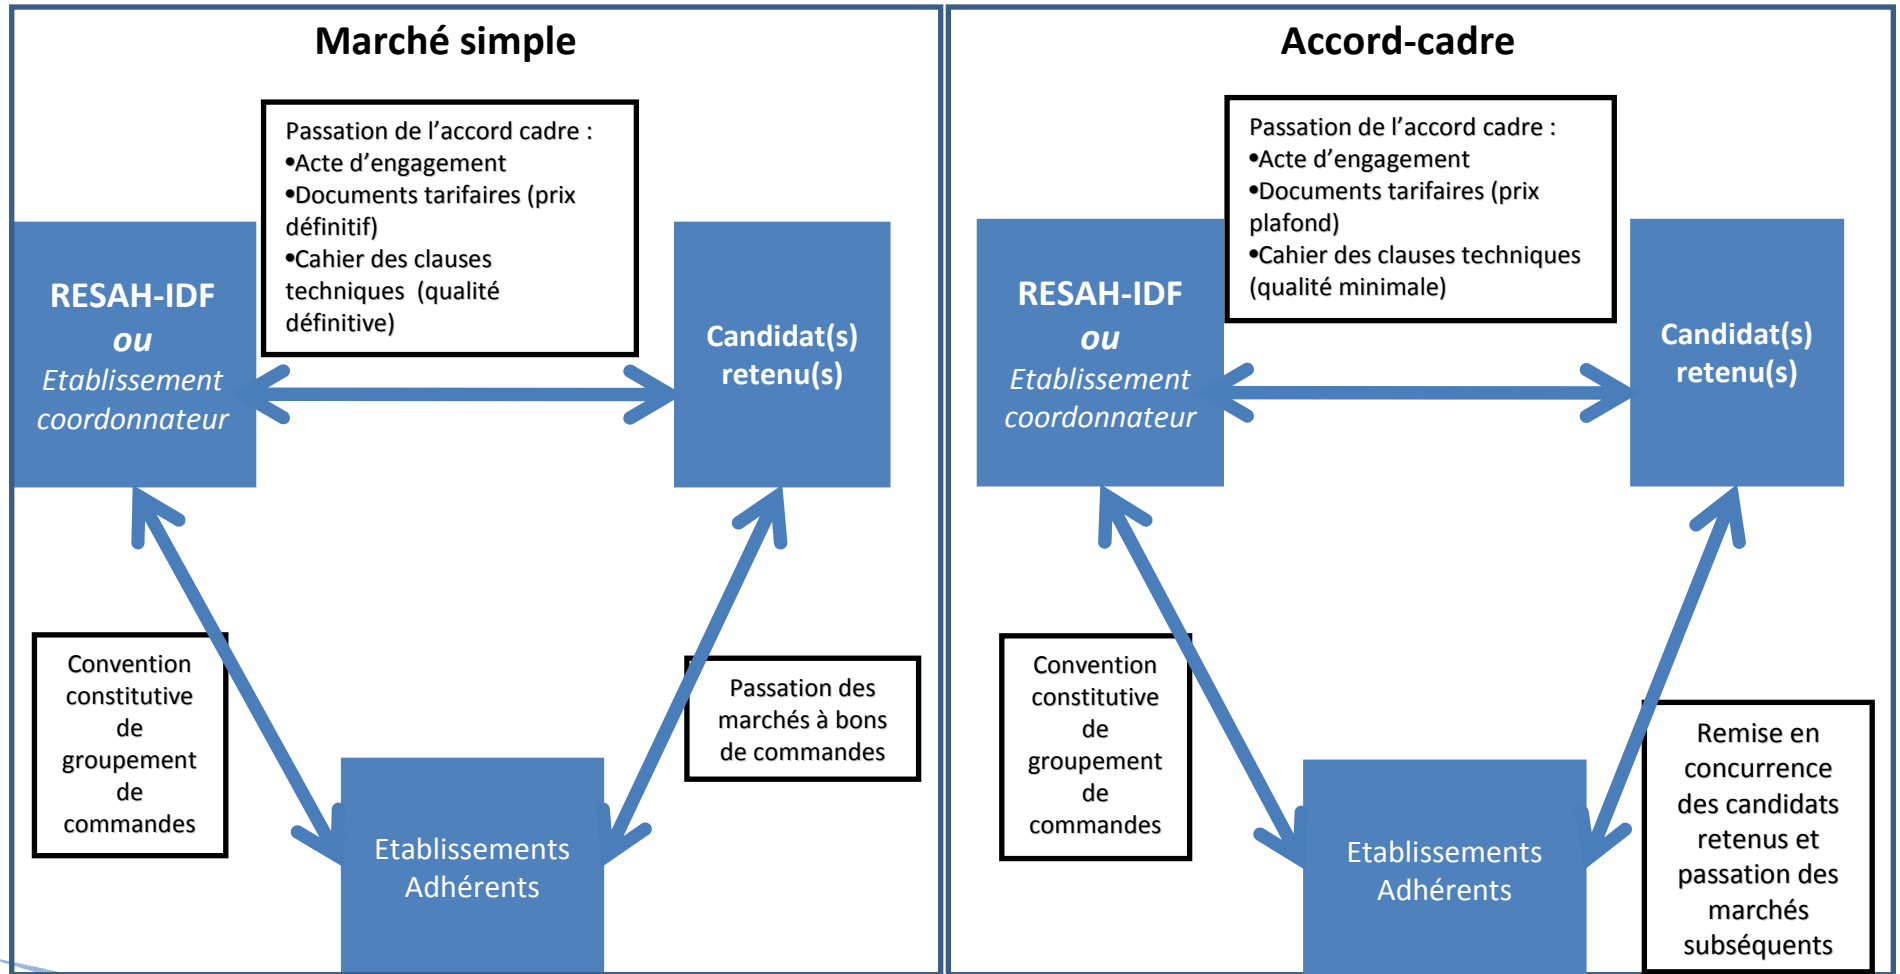 Marché simple
Passation de l’accord cadre :
•Acte d’engagement
•Documents tarifaires (prix
définitif)
•Cahier des clauses
techniques  (qualité
définitive)
RESAH-IDF
ou
Etablissement
coordonnateur
Candidat(s)
retenu(s)
Convention
constitutive
de
groupement
de
commandes
Passation des
marchés à bons
de commandes
Etablissements
Adhérents
Accord-cadre
Passation de l’accord cadre :
•Acte d’engagement
•Documents tarifaires (prix
plafond)
•Cahier des clauses techniques
(qualité minimale)
RESAH-IDF
ou
Etablissement
coordonnateur
Candidat(s)
retenu(s)
Convention
constitutive
de
groupement
de
commandes
Remise en
concurrence
des candidats
retenus et
passation des
marchés
subséquents
Etablissements
Adhérents